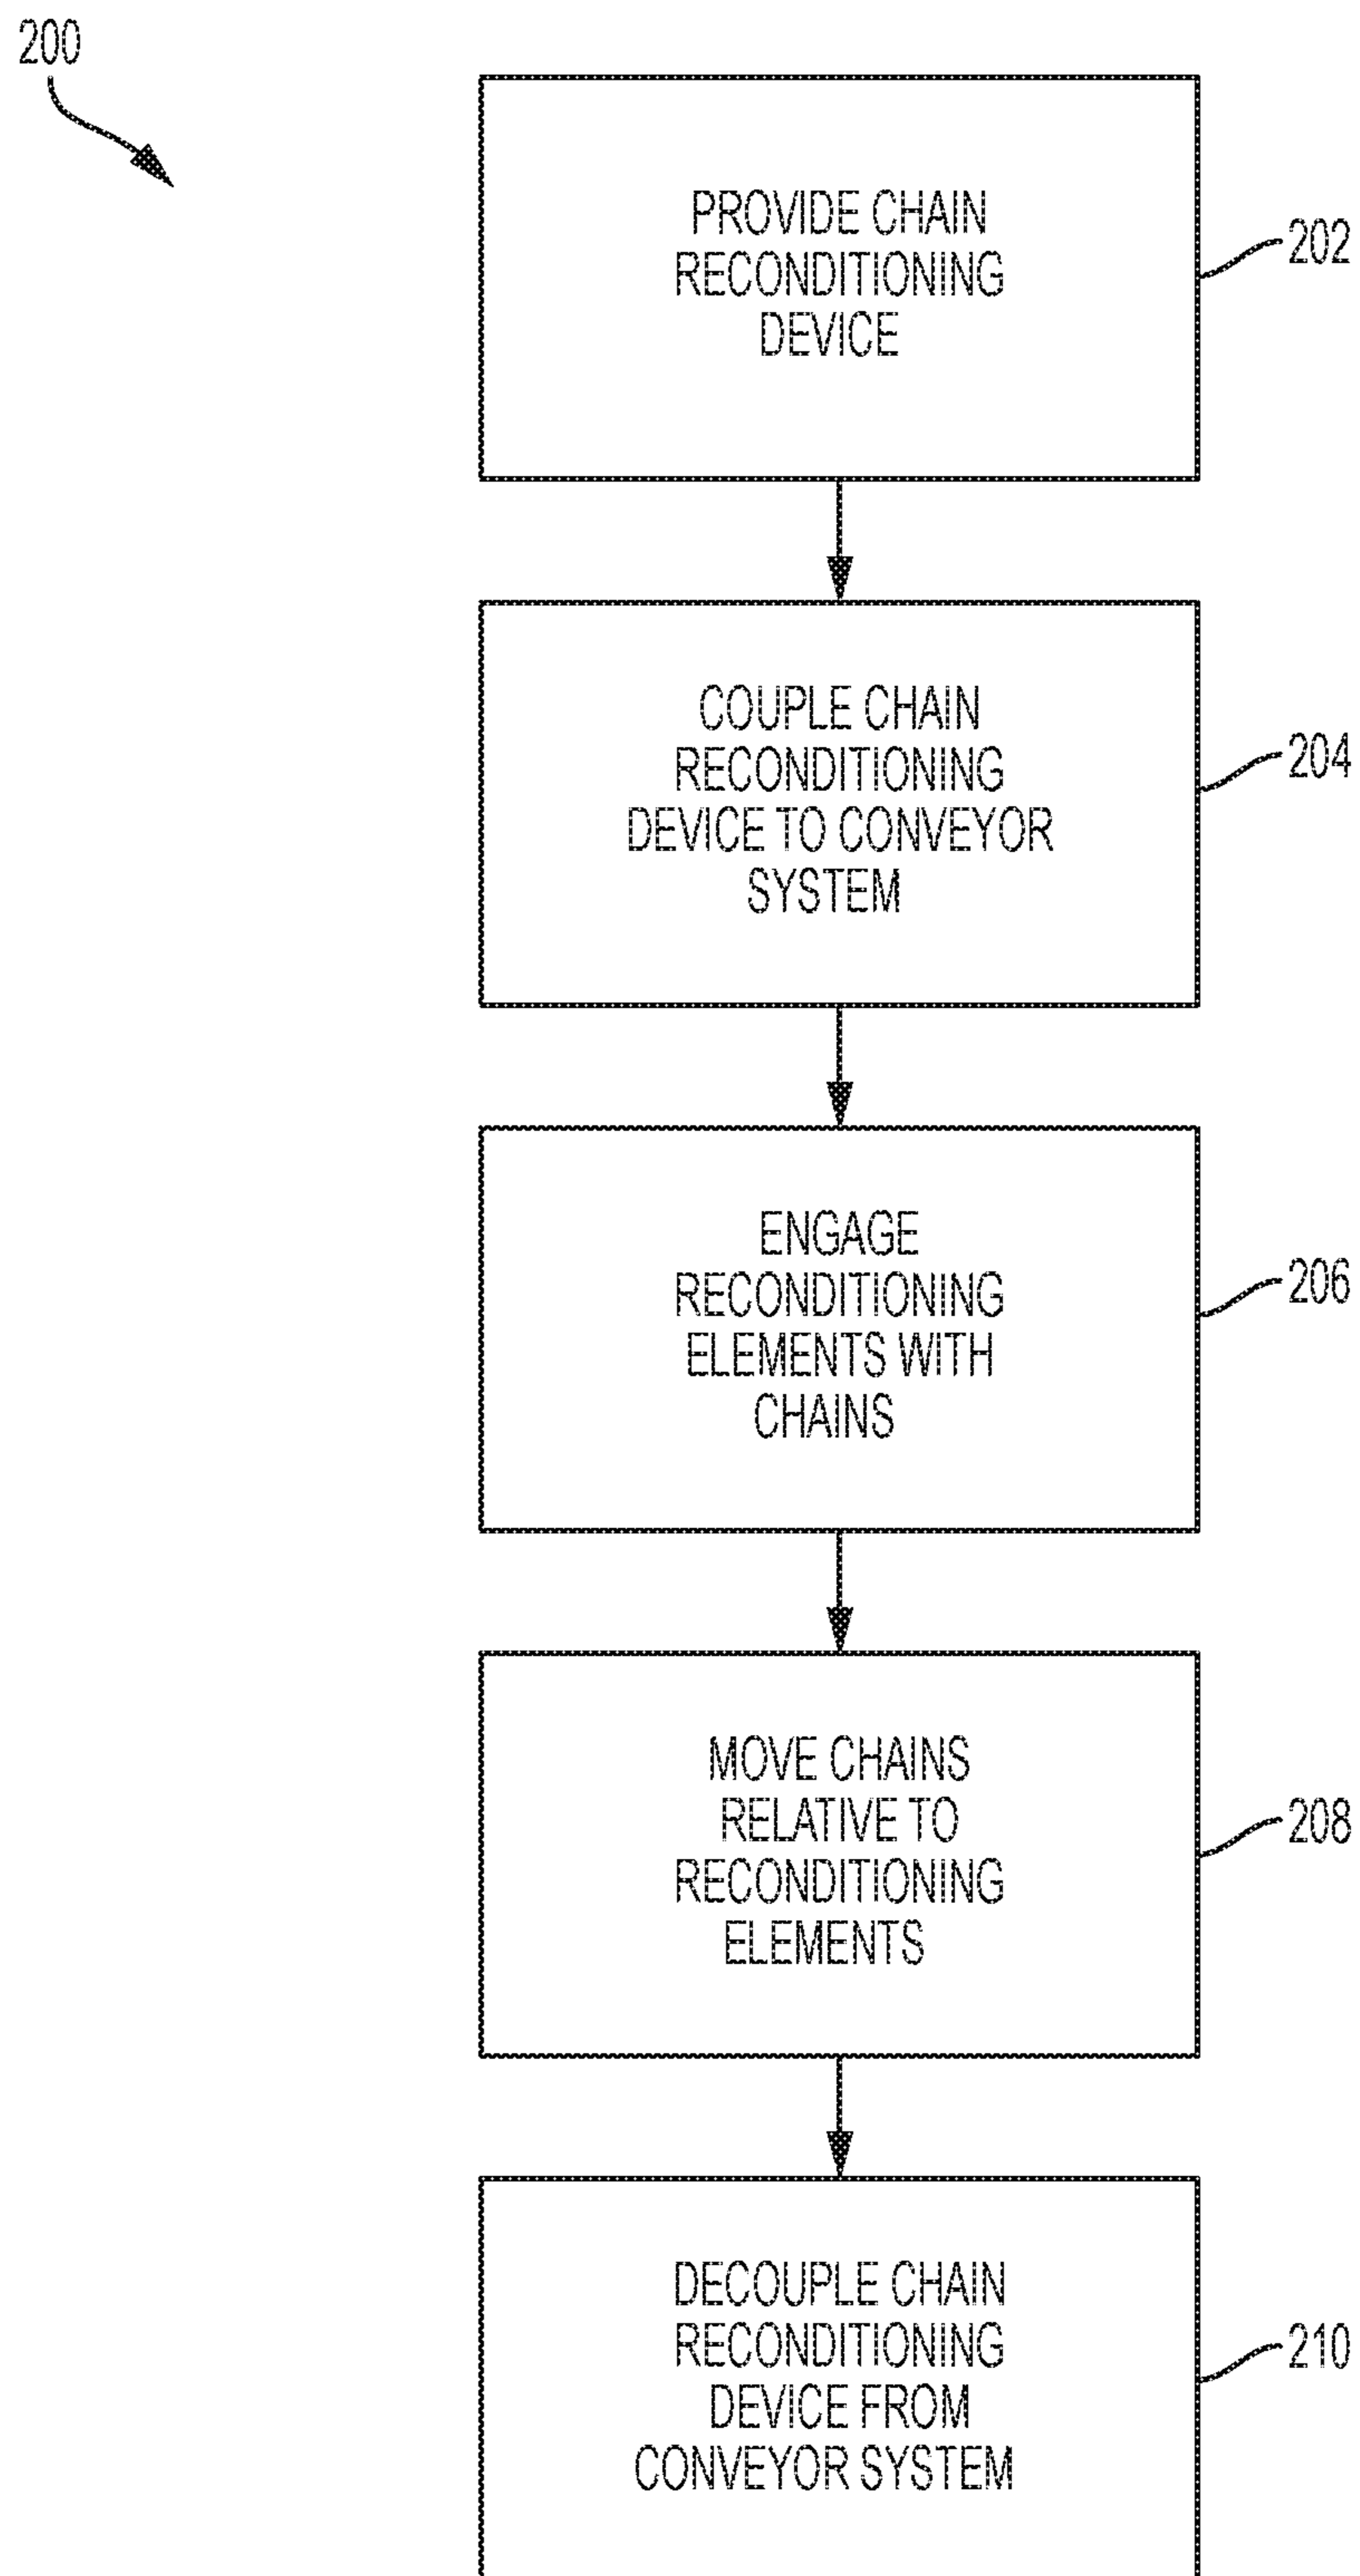 200
PROVIDE CHAIN
RECONDITIONING
DEVICE
202
COUPLE CHAIN
RECONDITIONING
DEVICE TO CONVEYOR
SYSTEM
204
ENGAGE
RECONDITIONING
ELEMENTS WITH
CHAINS
206
MOVE CHAINS
RELATIVE TO
RECONDITIONING
ELEMENTS
208
DECOUPLE CHAIN
RECONDITIONING
DEVICE FROM
CONVEYOR SYSTEM
210